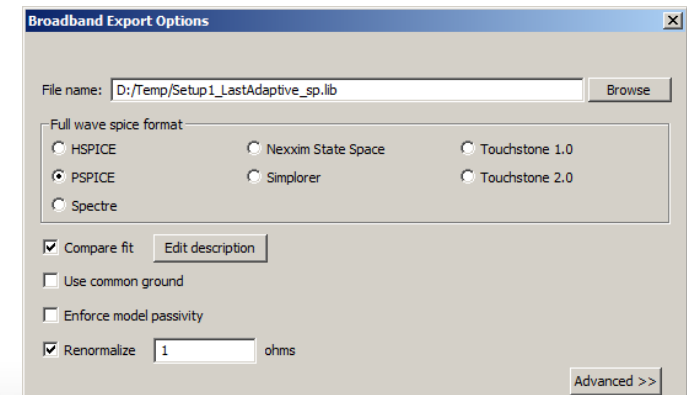 Broadband Export Options
File name: D:/Temp/Setup1_LastAdaptive_sp.lib Browse
Full wave spice format
HSPICE Nexxim State Space Touchstone 1.0
PSPICE Simplorer Touchstone 2.0
Spectre
Compare fit Edit description
Use common ground
Enforce model passivity
Renormalize 1 ohms
Advanced >>